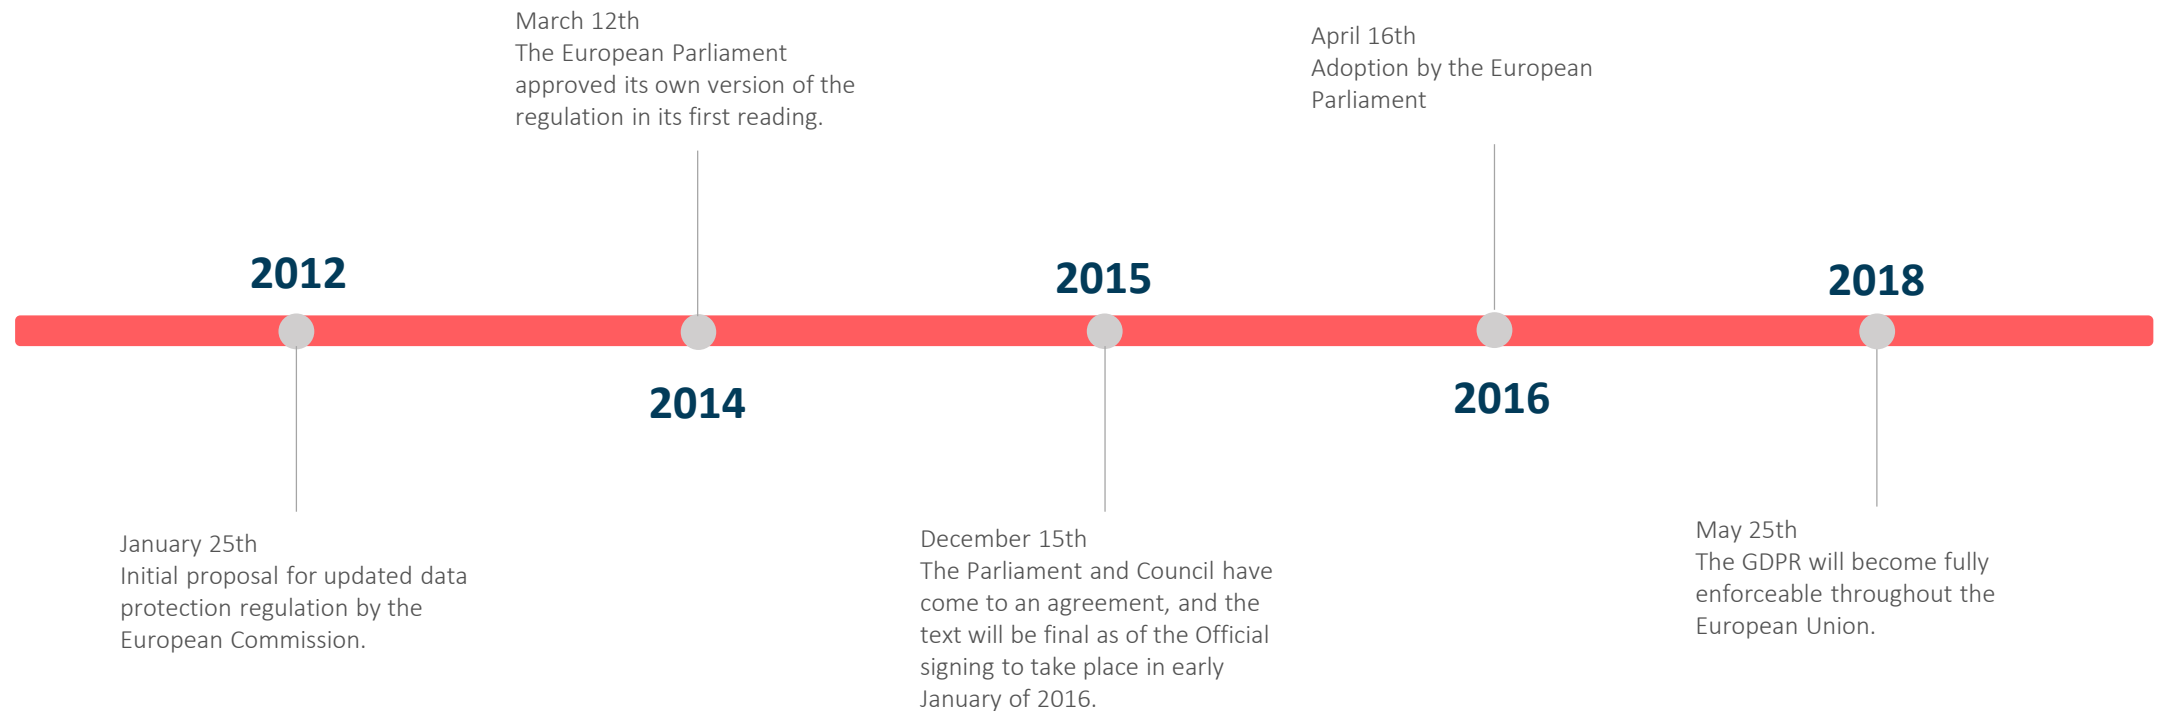 2012
January 25th
Initial proposal for updated data
protection regulation by the
European Commission.
March 12th
The European Parliament
approved its own version of the
regulation in its first reading.
2014
2015
December 15th
The Parliament and Council have
come to an agreement, and the
text will be final as of the Official
signing to take place in early
January of 2016.
April 16th
Adoption by the European
Parliament
2016
2018
May 25th
The GDPR will become fully
enforceable throughout the
European Union.